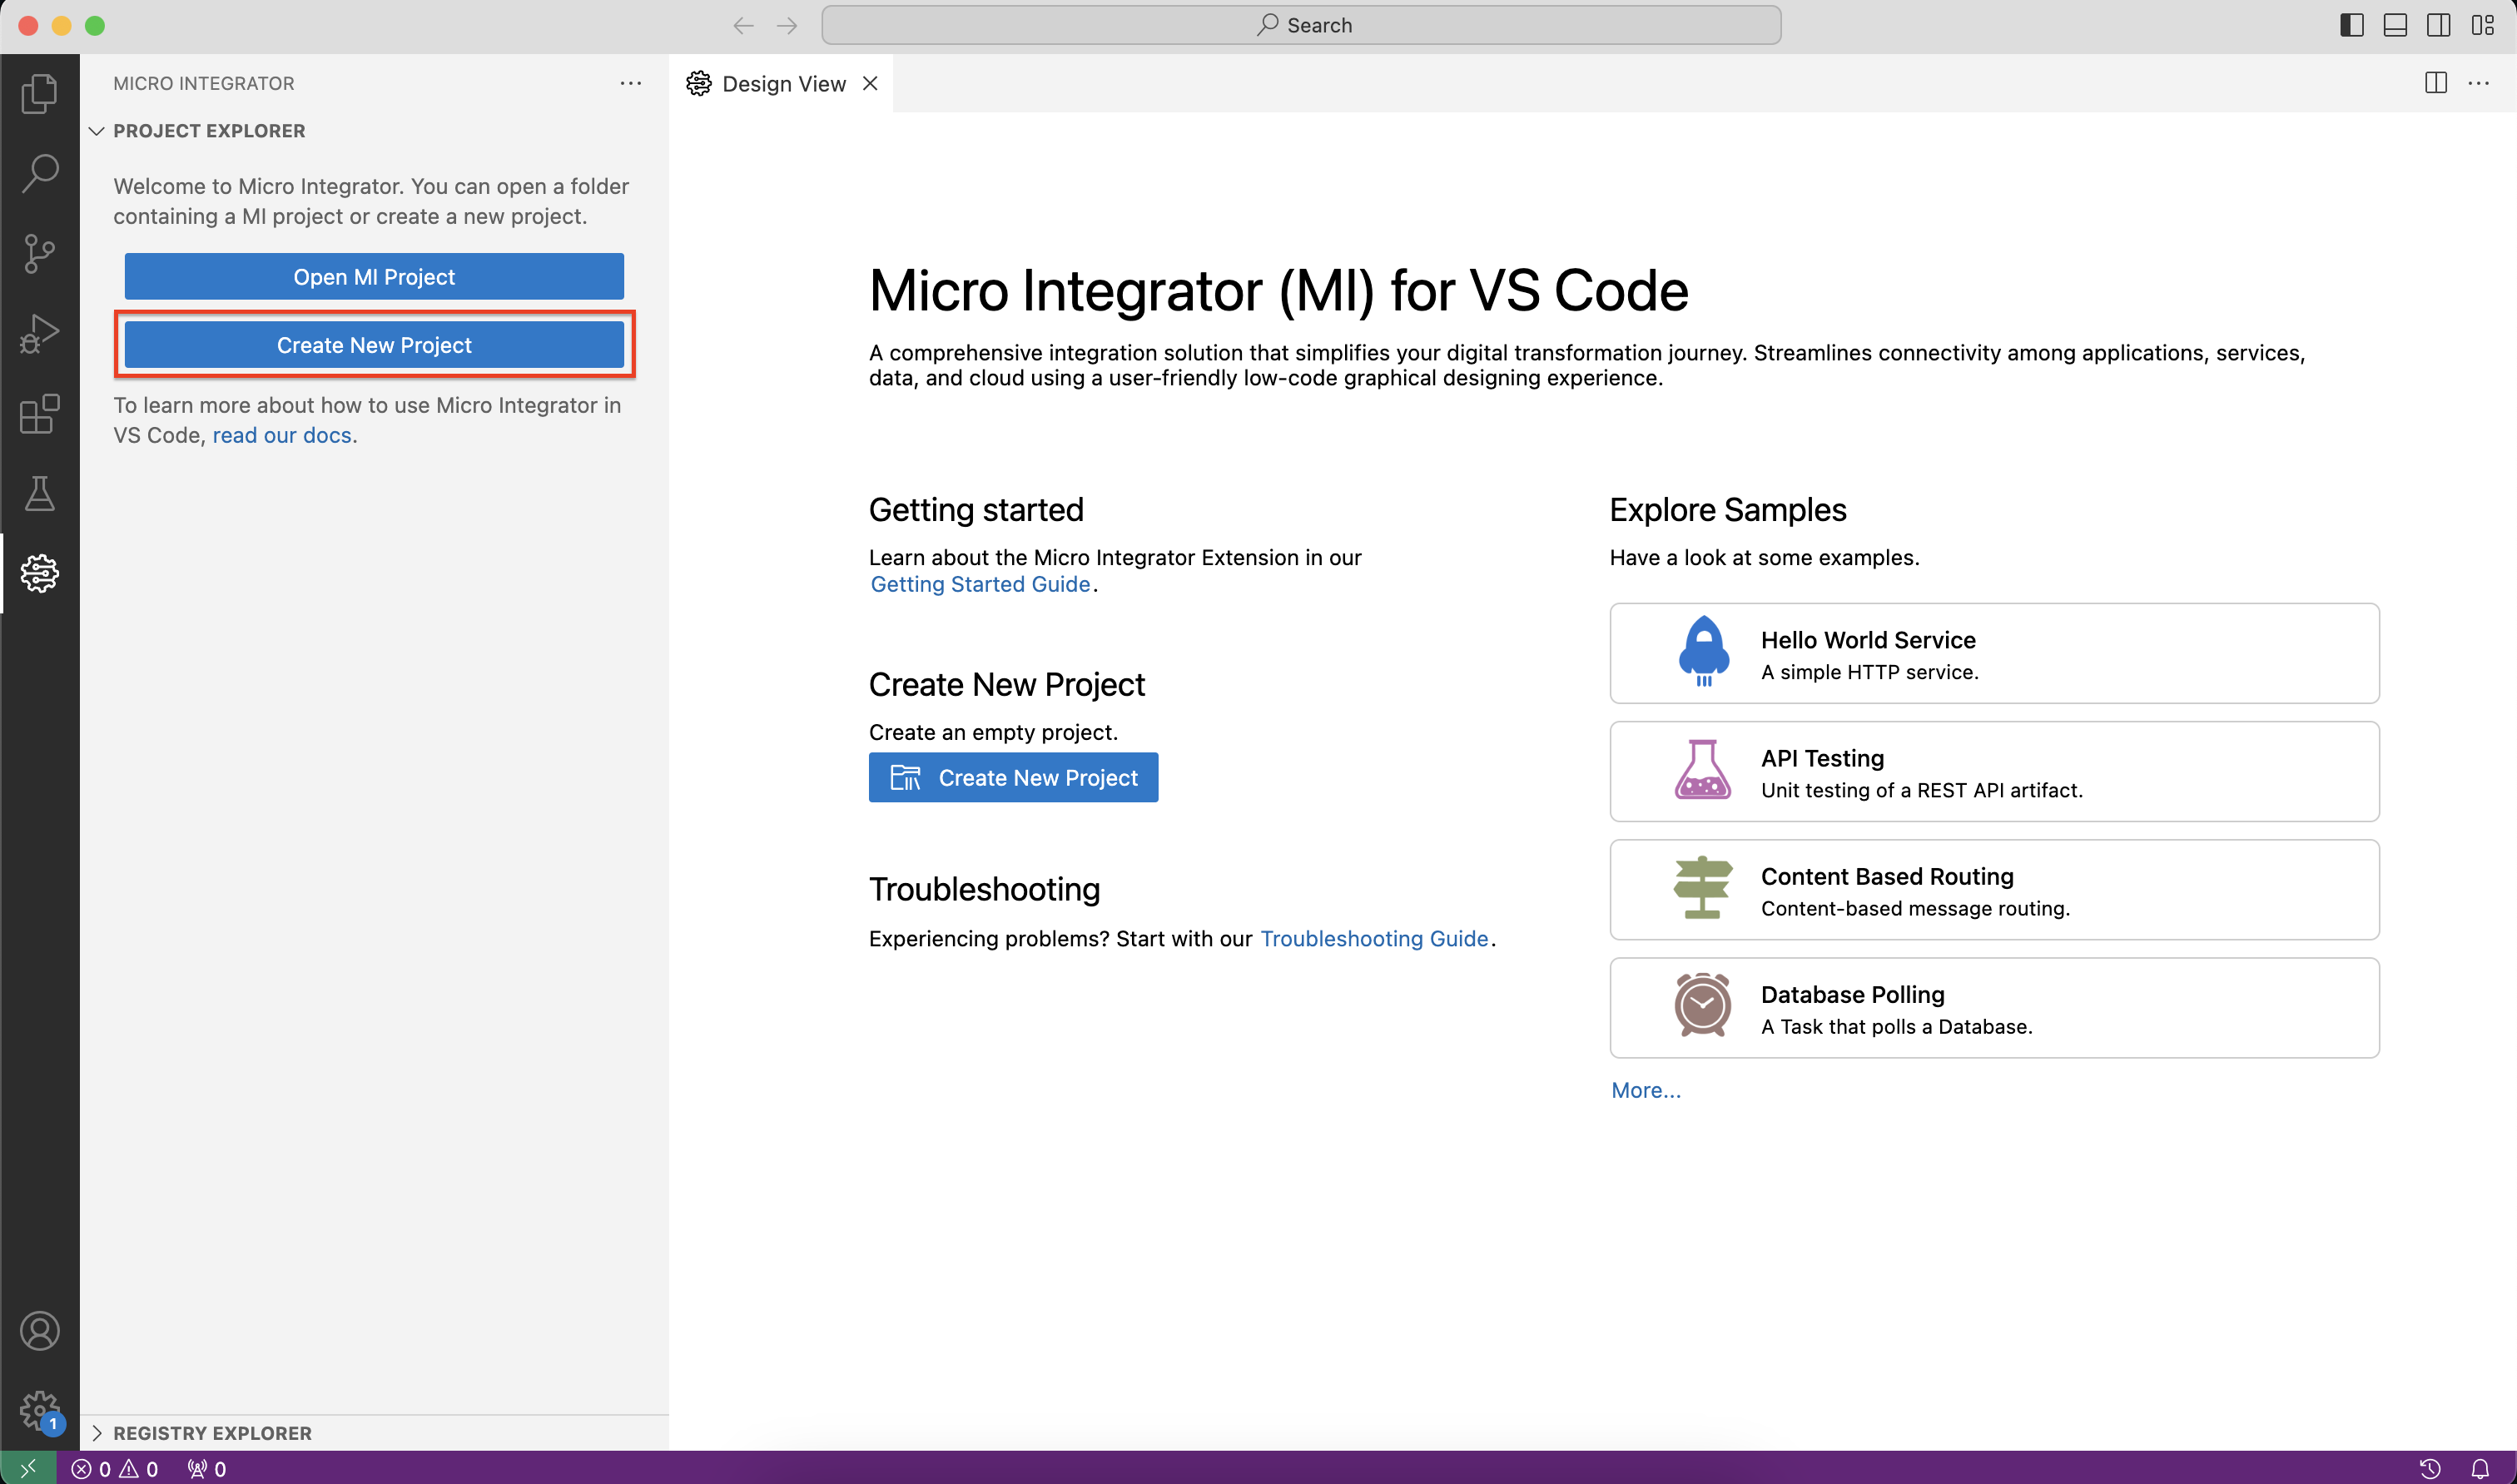 Search
MICRO INTEGRATOR
PROJECT EXPLORER
Welcome to Micro Integrator. You can open a folder
containing a MI project or create a new project.
Open MI Project
Create New Project
To learn more about how to use Micro Integrator in
VS Code, read our docs.
REGISTRY EXPLORER
Design View
Micro Integrator (MI) for VS Code
A comprehensive integration solution that simplifies your digital transformation journey. Streamlines connectivity among applications, services,
data, and cloud using a user-friendly low-code graphical designing experience.
Getting started
Learn about the Micro Integrator Extension in our
Getting Started Guide.
Create New Project
Create an empty project.
Create New Project
Troubleshooting
Experiencing problems? Start with our Troubleshooting Guide.
Explore Samples
Have a look at some examples.
Hello World Service
A simple HTTP service.
API Testing
Unit testing of a REST API artifact.
Content Based Routing
Content-based message routing.
Database Polling
A Task that polls a Database.
More...
1
0 0 0